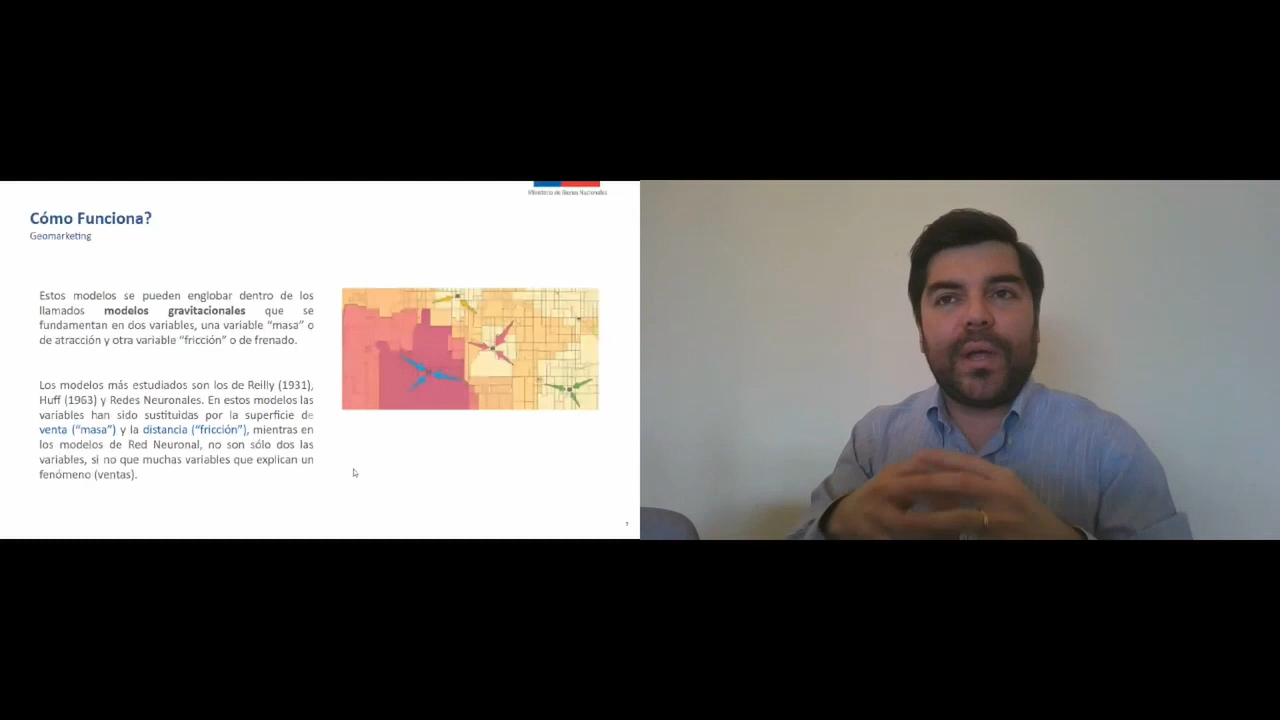 Ministerio de Bienes Nacionales
Cómo Funciona?
Geomarketing
Estos modelos se pueden englobar dentro de los
llamados modelos gravitacionales que se
fundamentan en dos variables, una variable “masa” o
de atracción y otra variable “fricción” o de frenado.
Los modelos más estudiados son los de Reilly (1931),
Huff (1963) y Redes Neuronales. En estos modelos las
variables han sido sustituidas por la superficie de
venta (“masa”) y la distancia (“fricción”), mientras en
los modelos de Red Neuronal, no son sólo dos las
variables, si no que muchas variables que explican un
fenómeno (ventas).